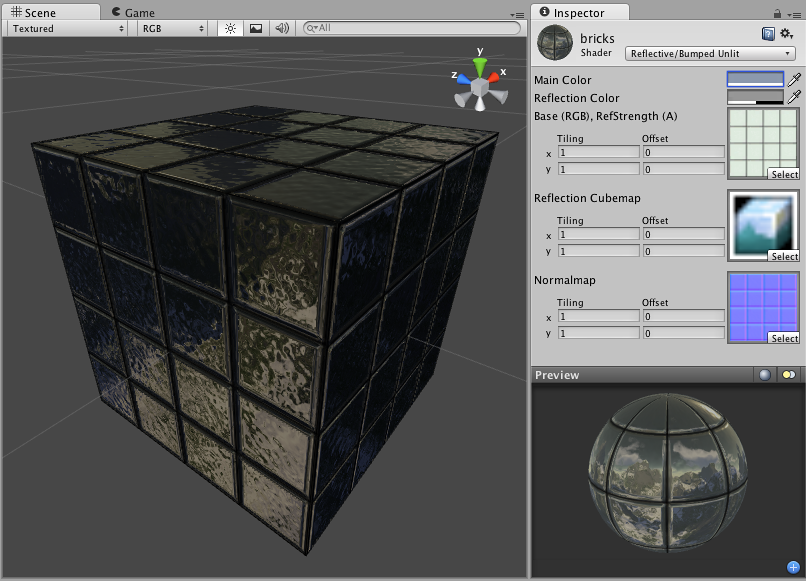 Scene
Game
Textured
RGB
All
y
x
z
Inspector
bricks
Shader
Reflective/Bumped Unlit
Main Color
Reflection Color
Base (RGB), RefStrength (A)
Tiling Offset
x 1 0
y 1 0
Select
Reflection Cubemap
Tiling Offset
x 1 0
y 1 0
Select
Normalmap
Tiling Offset
x 1 0
y 1 0
Select
Preview